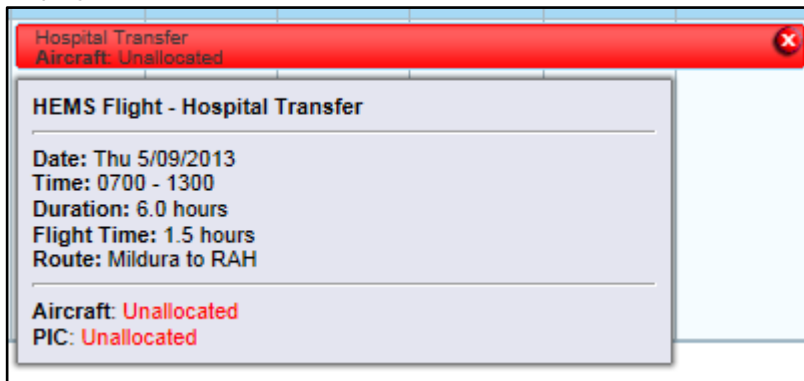 Hospital Transfer
Aircraft: Unallocated
HEMS Flight - Hospital Transfer
Date: Thu 5/09/2013
Time: 0700 - 1300
Duration: 6.0 hours
Flight Time: 1.5 hours
Route: Mildura to RAH
Aircraft: Unallocated
PIC: Unallocated